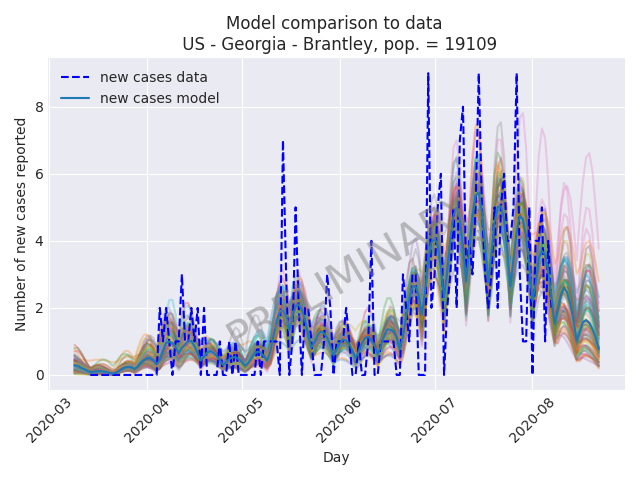 Model comparison to data
US - Georgia - Brantley, pop. = 19109
new cases data
new cases model
PRELIMINARY
Number of new cases reported
8
6
4
2
0
2020-03
2020-04
2020-05
2020-06
2020-07
2020-08
Day